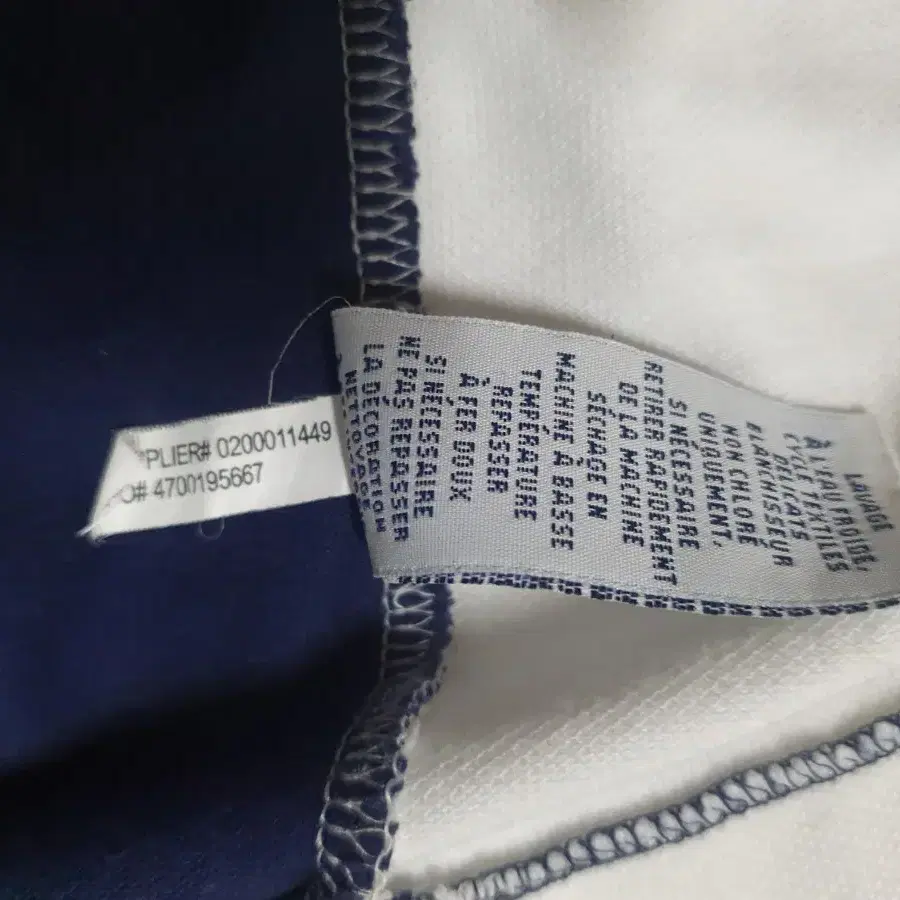 PLIER# 0200011449
O# 4700195667
LAVAGE
À L'EAU FROIDE,
CYCLE TEXTILES
DÉLICATS
BLANCHISSEUR
NON CHLORÉ
UNIQUEMENT,
SI NÉCESSAIRE
RETIRER RAPIDEMENT
DE LA MACHINE
SÉCHAGE EN
MACHINE À BASSE
TEMPÉRATURE
REPASSER
À FER DOUX
SI NÉCESSAIRE
NE PAS REPASSER
LA DÉCORATION
NETTOYAGE